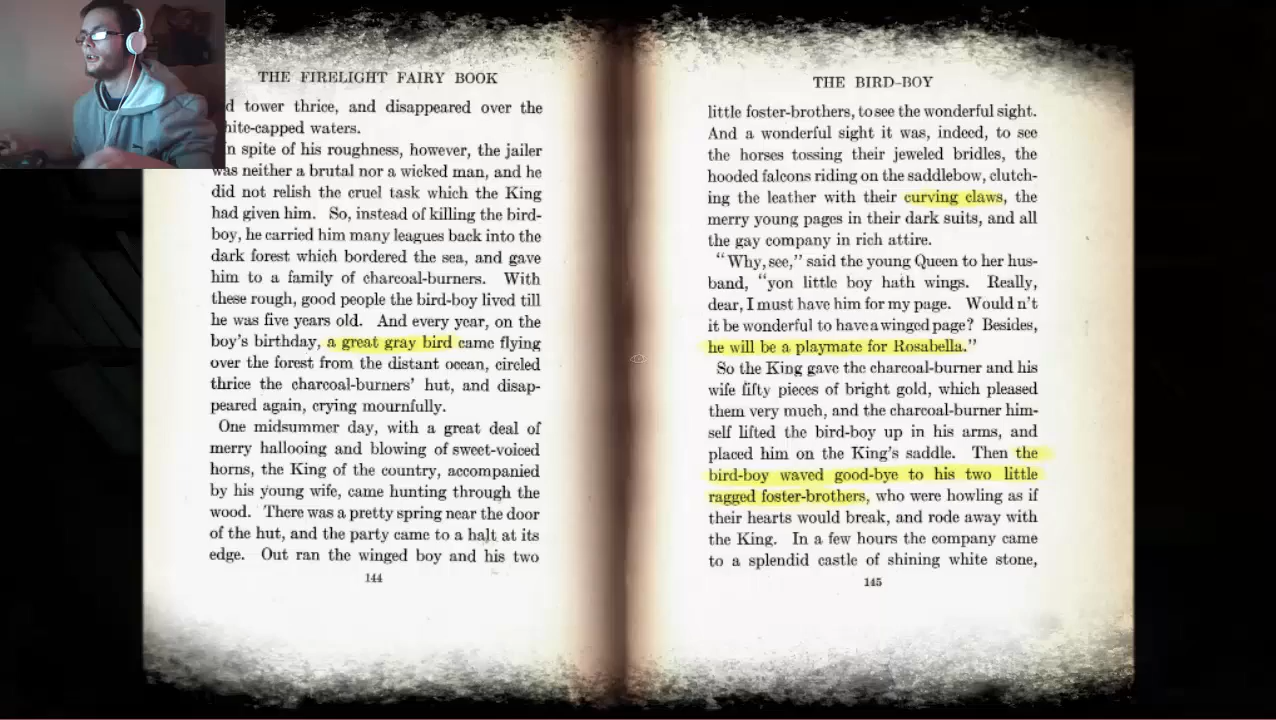 THE FIRELIGHT FAIRY BOOK
tower thrice, and disappeared over the
waters.
In spite of his roughness, however, the jailer
was neither a brutal nor a wicked man, and he
did not relish the cruel task which the King
had given him. So, instead of killing the bird-
boy, he carried him many leagues back into the
dark forest which bordered the sea, and gave
him to a family of charcoal-burners. With
these rough, good people the bird-boy lived till
he was five years old. And every year, on the
boy's birthday, a great gray bird came flying
over the forest from the distant ocean, circled
thrice the charcoal-burners' hut, and disap-
peared again, crying mournfully.
One midsummer day, with a great deal of
merry hallooing and blowing of sweet-voiced
horns, the King of the country, accompanied
by his young wife, came hunting through the
wood. There was a pretty spring near the door
of the hut, and the party came to a halt at its
edge. Out ran the winged boy and his two
144
THE BIRD-BOY
little foster-brothers, to see the wonderful sight.
And a wonderful sight it was, indeed, to see
the horses tossing their jeweled bridles, the
hooded falcons riding on the saddlebow, clutch-
ing the leather with their curving claws, the
merry young pages in their dark suits, and all
the gay company in rich attire.
"Why, see," said the young Queen to her hus-
band, "yon little boy hath wings. Really,
dear, I must have him for my page. Would n't
it be wonderful to have a winged page? Besides,
he will be a playmate for Rosabella."
So the King gave the charcoal-burner and his
wife fifty pieces of bright gold, which pleased
them very much, and the charcoal-burner him-
self lifted the bird-boy up in his arms, and
placed him on the King's saddle. Then the
bird-boy waved good-bye to his two little
ragged foster-brothers, who were howling as if
their hearts would break, and rode away with
the King. In a few hours the company came
to a splendid castle of shining white stone,
145